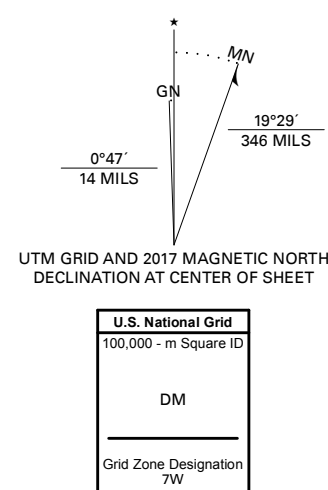 ★
MN
GN
19°29´
346 MILS
0°47´
14 MILS
UTM GRID AND 2017 MAGNETIC NORTH
DECLINATION AT CENTER OF SHEET
U.S. National Grid
100,000 - m Square ID
DM
Grid Zone Designation
7W